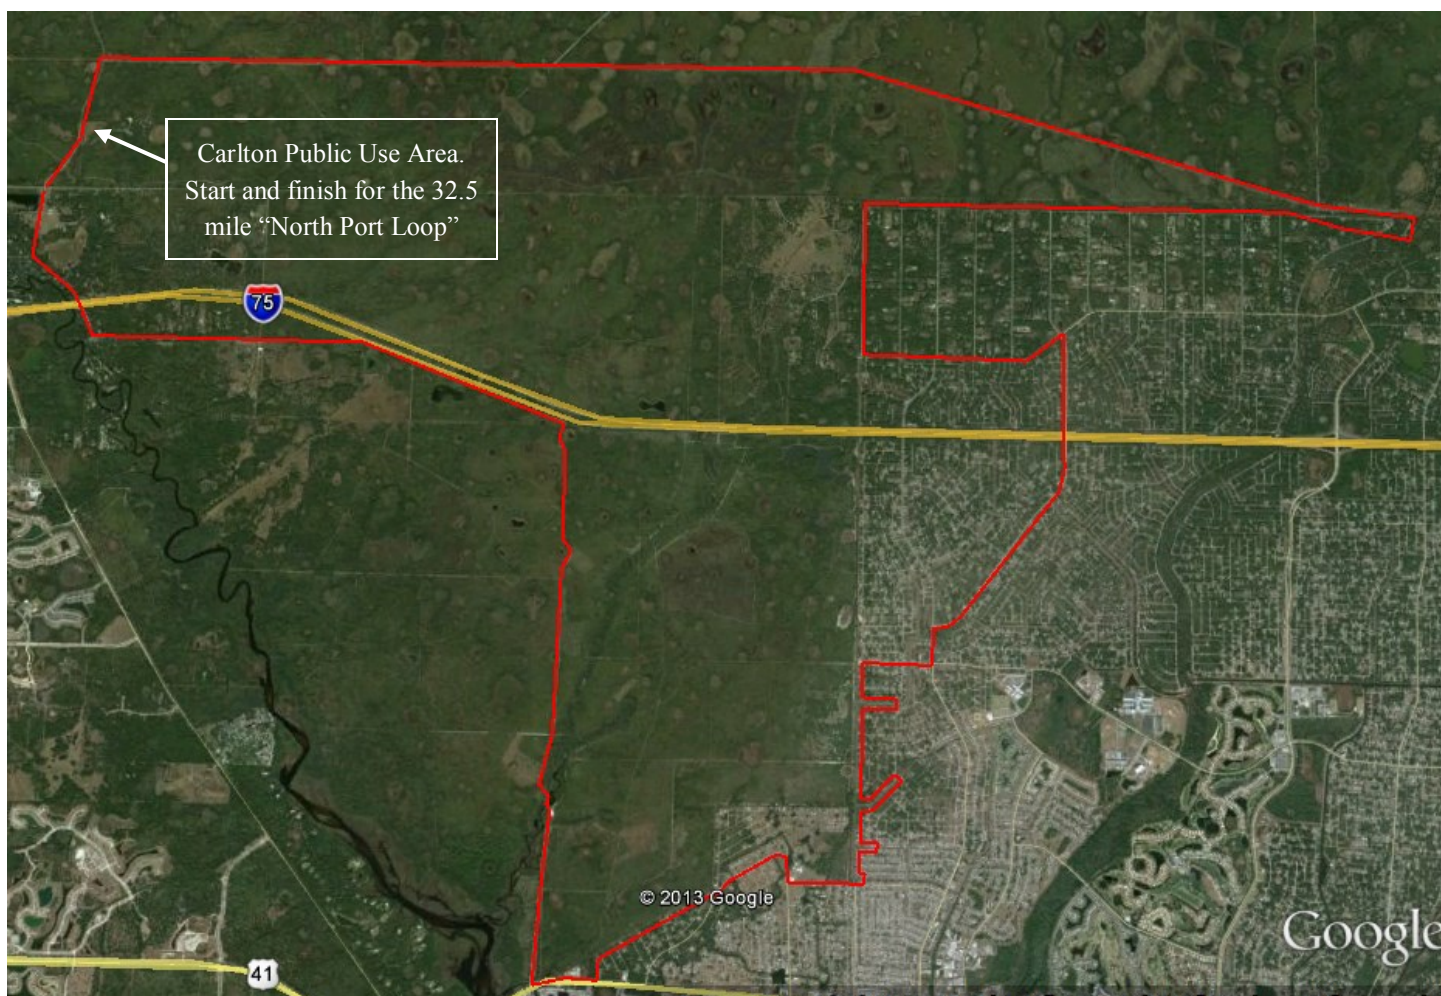 Carlton Public Use Area.
Start and finish for the 32.5
mile “North Port Loop”
75
© 2013 Google
Google
41